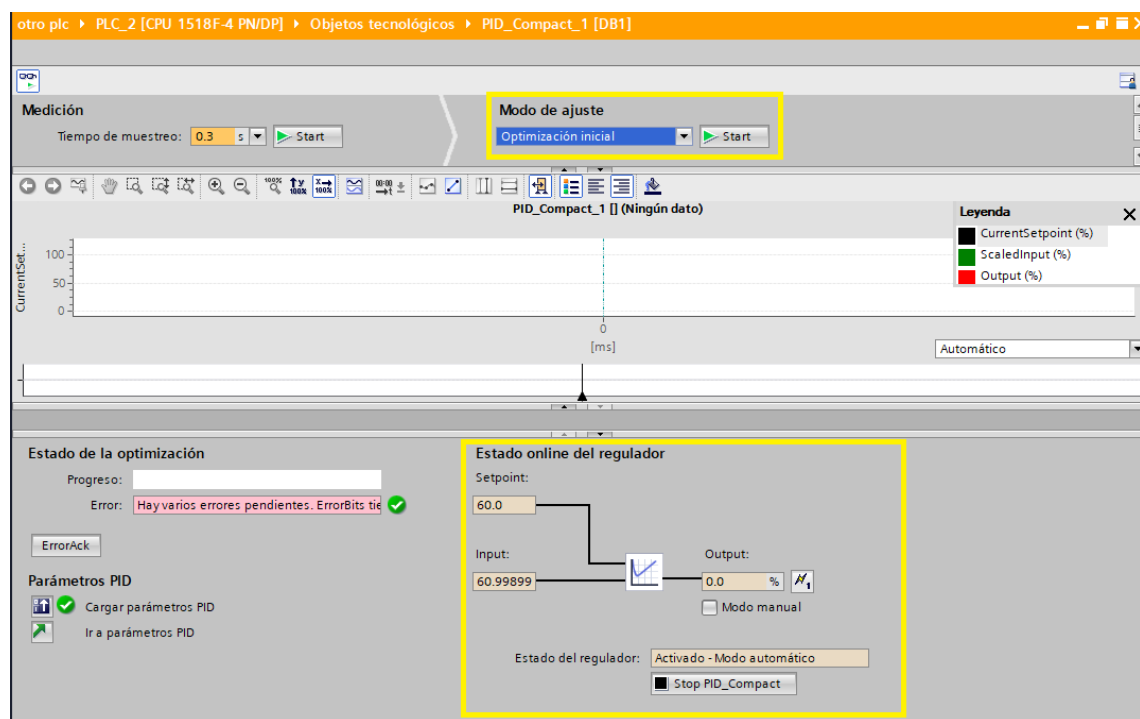 otro plc ▸ PLC_2 [CPU 1518F-4 PN/DP] ▸ Objetos tecnológicos ▸ PID_Compact_1 [DB1]
Medición
Tiempo de muestreo: 0.3 s Start
Modo de ajuste
Optimización inicial Start
PID_Compact_1 [] (Ningún dato)
Leyenda
CurrentSetpoint (%)
ScaledInput (%)
Output (%)
CurrentSet...
100
50
0
0
[ms]
Automático
Estado de la optimización
Progreso:
Error: Hay varios errores pendientes. ErrorBits tie
ErrorAck
Parámetros PID
Cargar parámetros PID
Ir a parámetros PID
Estado online del regulador
Setpoint:
60.0
Input:
60.99899
Output:
0.0 %
Modo manual
Estado del regulador: Activado - Modo automático
Stop PID_Compact